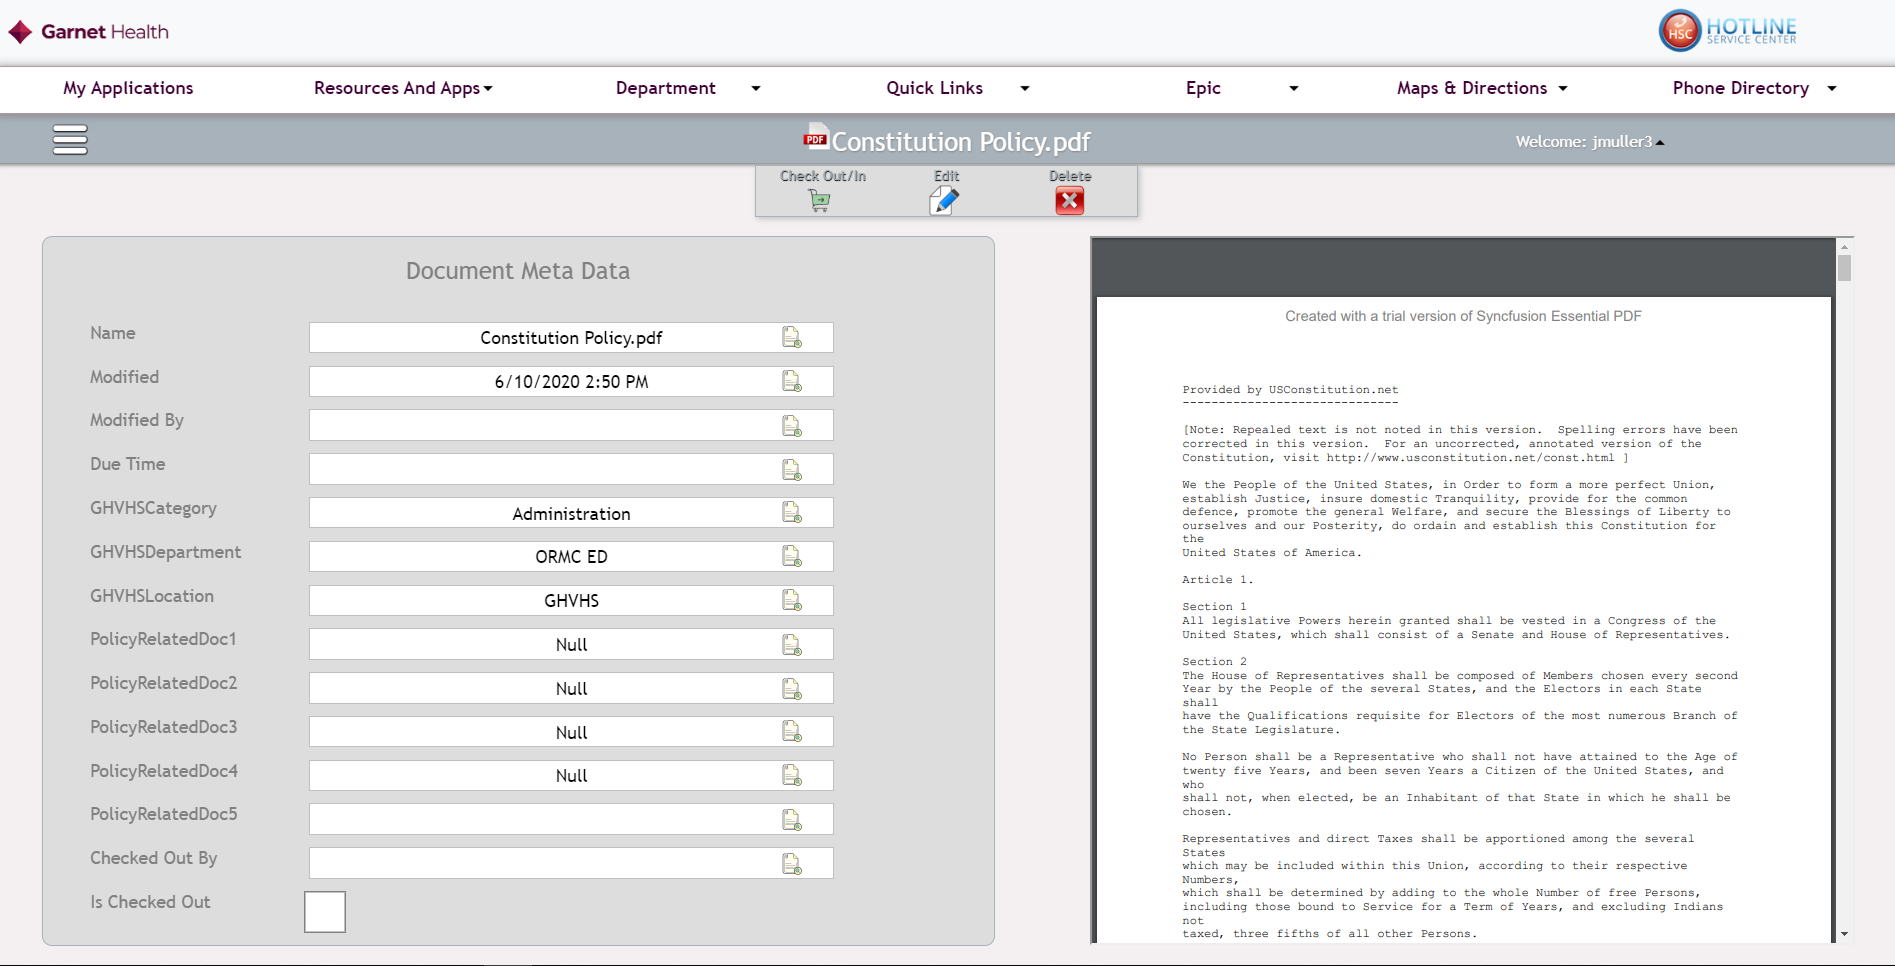 Garnet Health
HSC HOTLINE
SERVICE CENTER
My Applications Resources And Apps Department Quick Links Epic Maps & Directions Phone Directory
PDF Constitution Policy.pdf
Welcome: jmuller3
Check Out/In Edit Delete
Document Meta Data
Name Constitution Policy.pdf
Modified 6/10/2020 2:50 PM
Modified By
Due Time
GHVHSCategory Administration
GHVHSDepartment ORMC ED
GHVHSLocation GHVHS
PolicyRelatedDoc1 Null
PolicyRelatedDoc2 Null
PolicyRelatedDoc3 Null
PolicyRelatedDoc4 Null
PolicyRelatedDoc5
Checked Out By
Is Checked Out
Created with a trial version of Syncfusion Essential PDF
Provided by USConstitution.net
------------------------------
[Note: Repealed text is not noted in this version.  Spelling errors have been
corrected in this version.  For an uncorrected, annotated version of the
Constitution, visit http://www.usconstitution.net/const.html ]
We the People of the United States, in Order to form a more perfect Union,
establish Justice, insure domestic Tranquility, provide for the common
defence, promote the general Welfare, and secure the Blessings of Liberty to
ourselves and our Posterity, do ordain and establish this Constitution for
the
United States of America.
Article 1.
Section 1
All legislative Powers herein granted shall be vested in a Congress of the
United States, which shall consist of a Senate and House of Representatives.
Section 2
The House of Representatives shall be composed of Members chosen every second
Year by the People of the several States, and the Electors in each State
shall
have the Qualifications requisite for Electors of the most numerous Branch of
the State Legislature.
No Person shall be a Representative who shall not have attained to the Age of
twenty five Years, and been seven Years a Citizen of the United States, and
who
shall not, when elected, be an Inhabitant of that State in which he shall be
chosen.
Representatives and direct Taxes shall be apportioned among the several
States
which may be included within this Union, according to their respective
Numbers,
which shall be determined by adding to the whole Number of free Persons,
including those bound to Service for a Term of Years, and excluding Indians
not
taxed, three fifths of all other Persons.